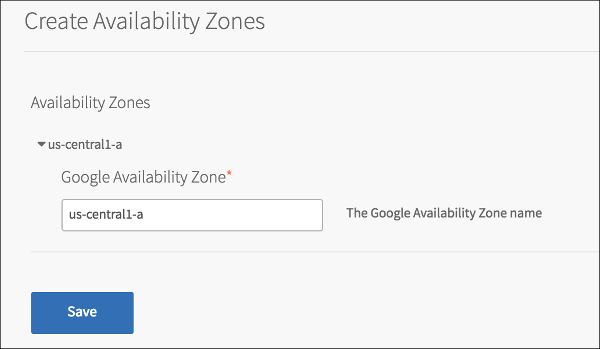 Create Availability Zones
Availability Zones
us-central1-a
Google Availability Zone*
us-central1-a The Google Availability Zone name
Save